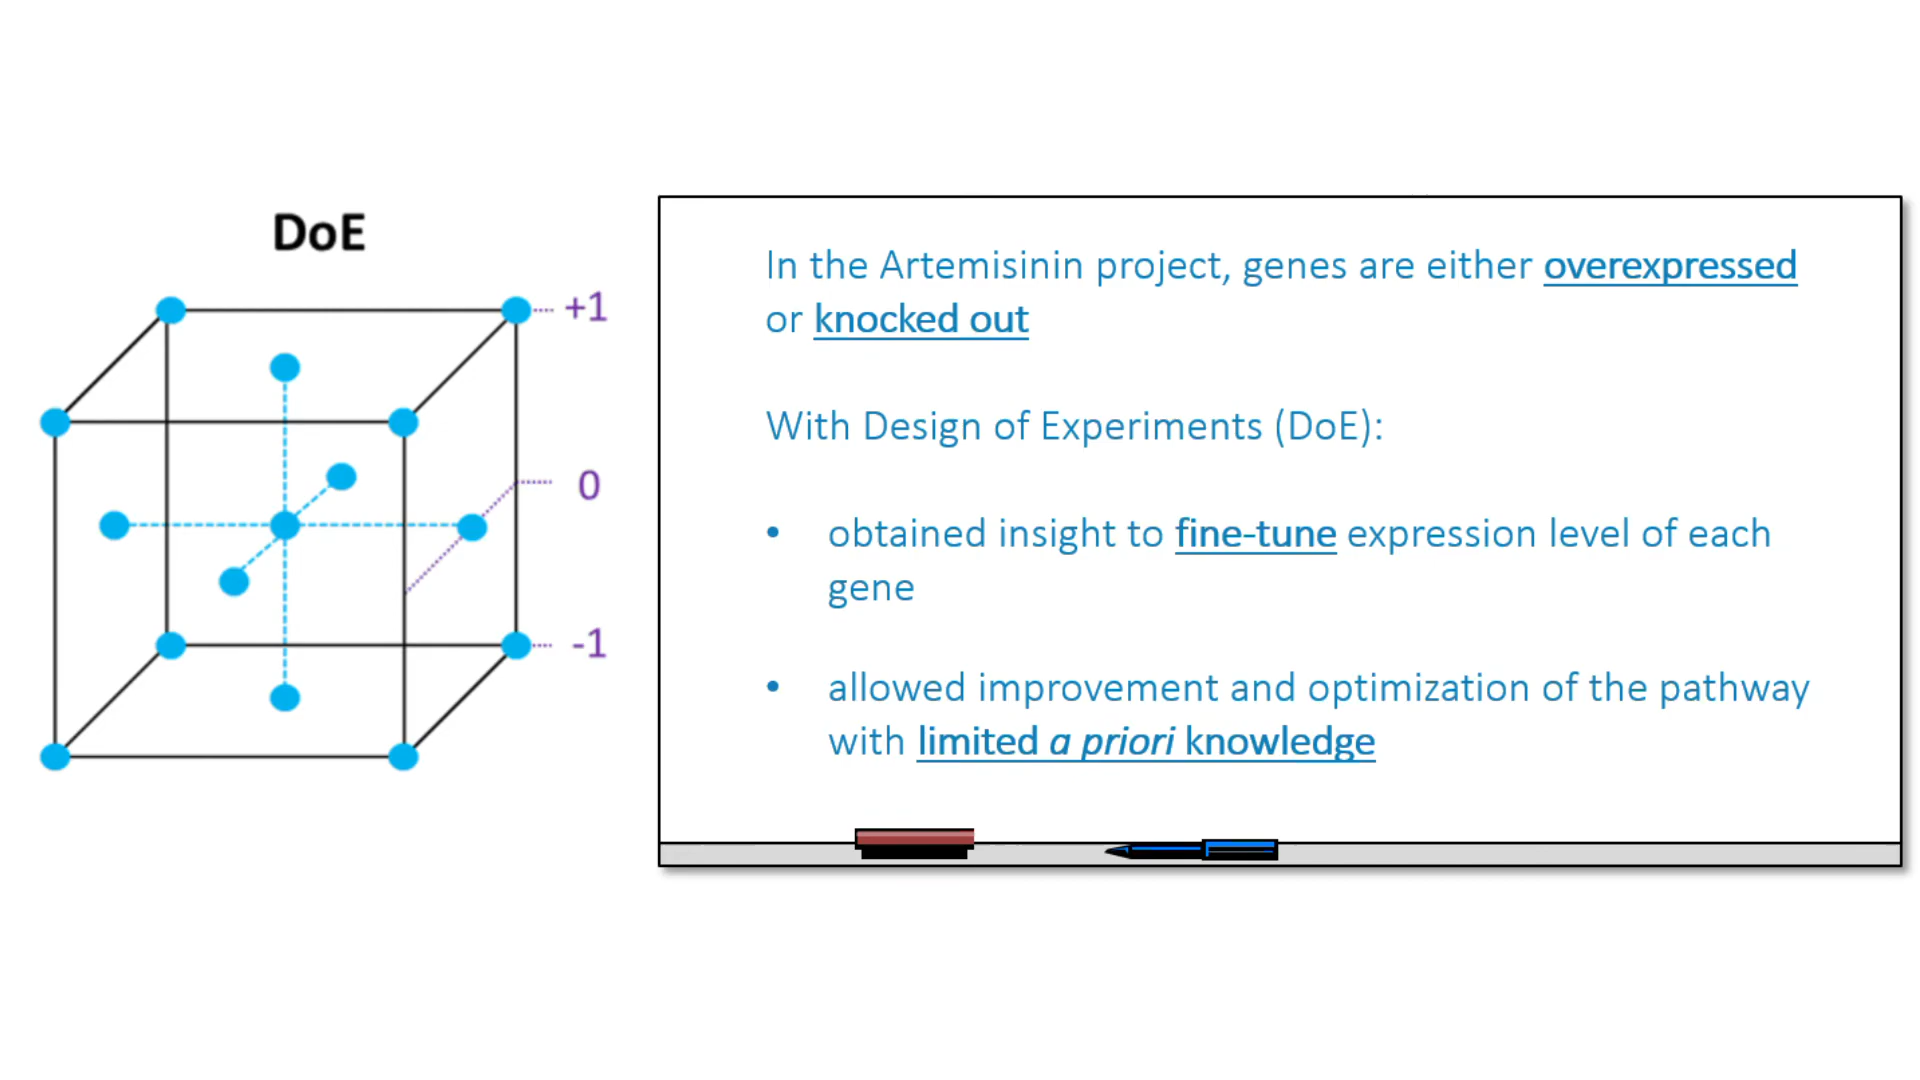 DoE
+1
0
-1
In the Artemisinin project, genes are either overexpressed
or knocked out
With Design of Experiments (DoE):
• obtained insight to fine-tune expression level of each
gene
• allowed improvement and optimization of the pathway
with limited a priori knowledge